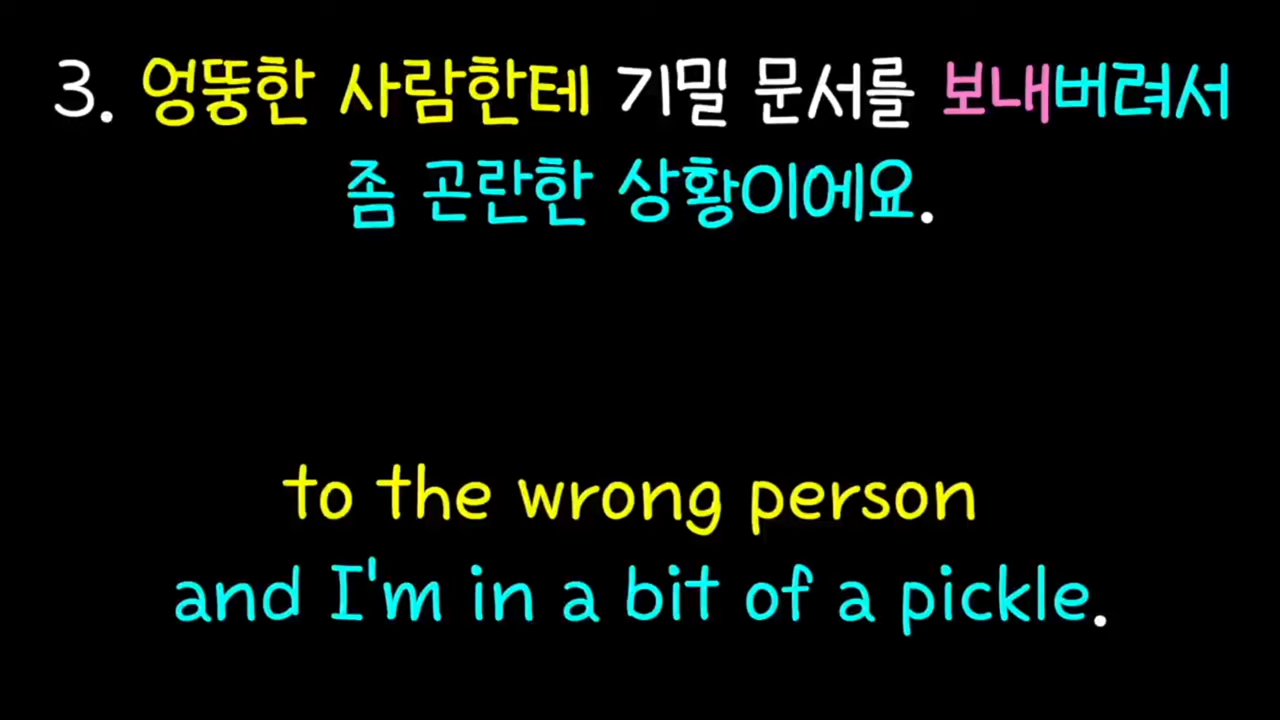 3. 엉뚱한 사람한테 기밀 문서를 보내버려서
좀 곤란한 상황이에요.
to the wrong person
and I'm in a bit of a pickle.